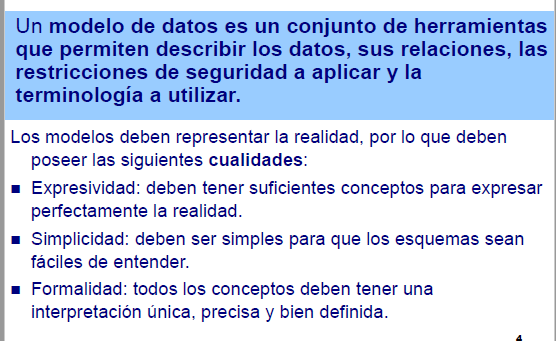 Un modelo de datos es un conjunto de herramientas
que permiten describir los datos, sus relaciones, las
restricciones de seguridad a aplicar y la
terminología a utilizar.
Los modelos deben representar la realidad, por lo que deben
poseer las siguientes cualidades:
■ Expresividad: deben tener suficientes conceptos para expresar
perfectamente la realidad.
■ Simplicidad: deben ser simples para que los esquemas sean
fáciles de entender.
■ Formalidad: todos los conceptos deben tener una
interpretación única, precisa y bien definida.
4